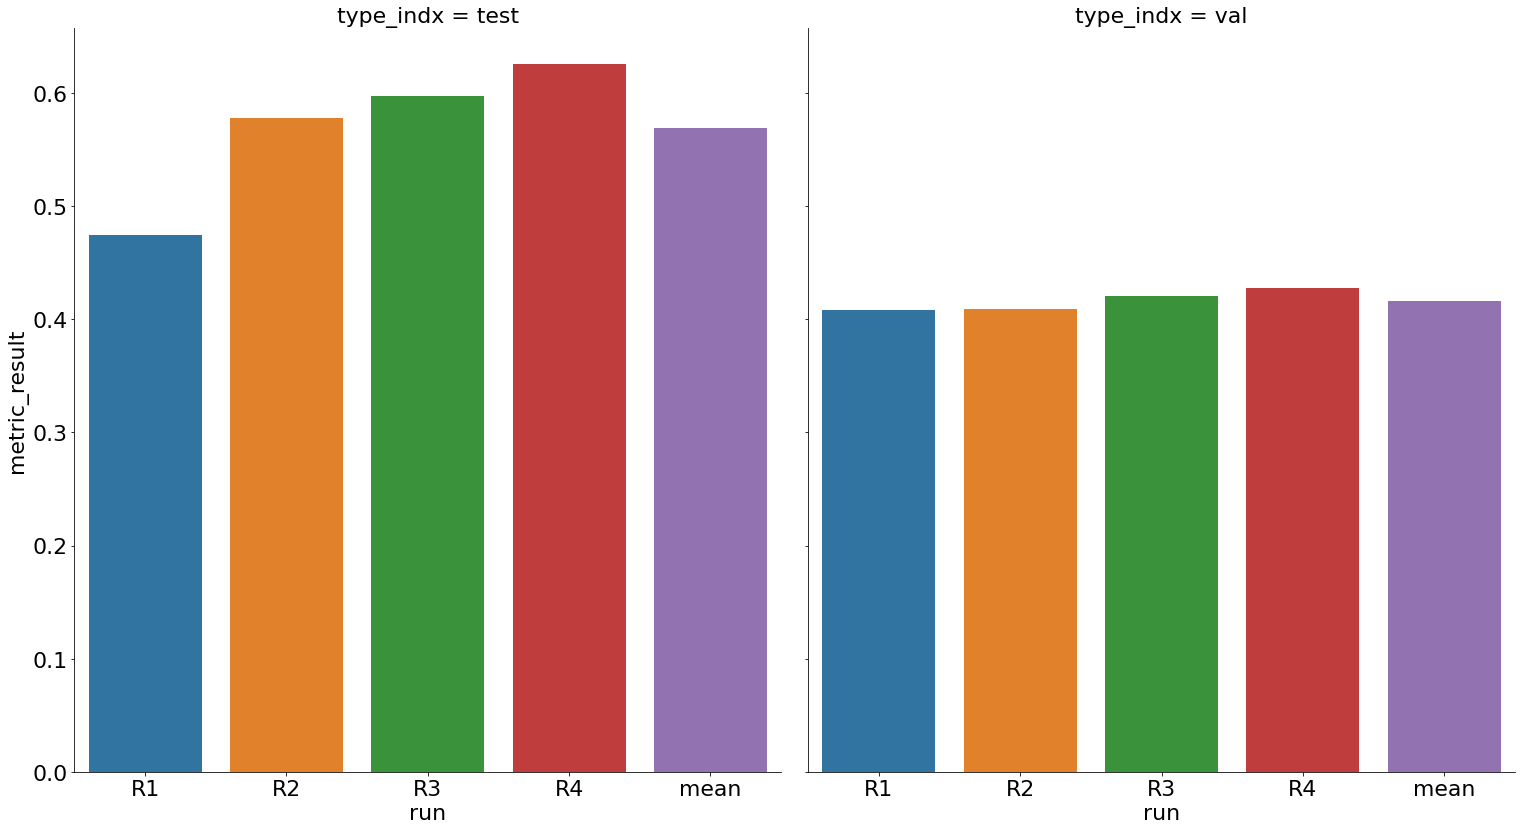 type_indx = test
type_indx = val
metric_result
0.6
0.5
0.4
0.3
0.2
0.1
0.0
R1 R2 R3 R4 mean
R1 R2 R3 R4 mean
run
run